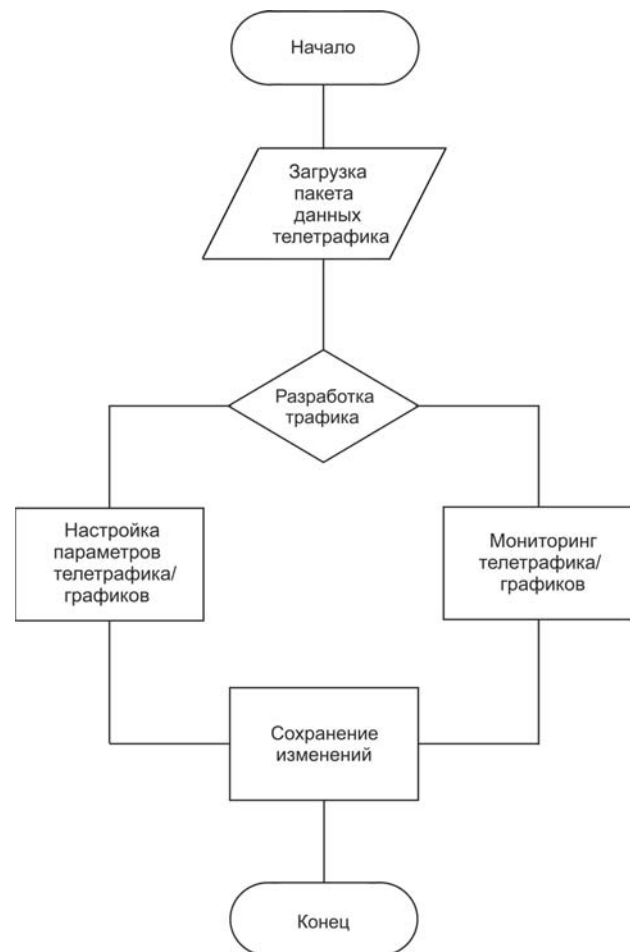 Начало
Загрузка
пакета
данных
телетрафика
Разработка
трафика
Настройка
параметров
телетрафика/
графиков
Мониторинг
телетрафика/
графиков
Сохранение
изменений
Конец